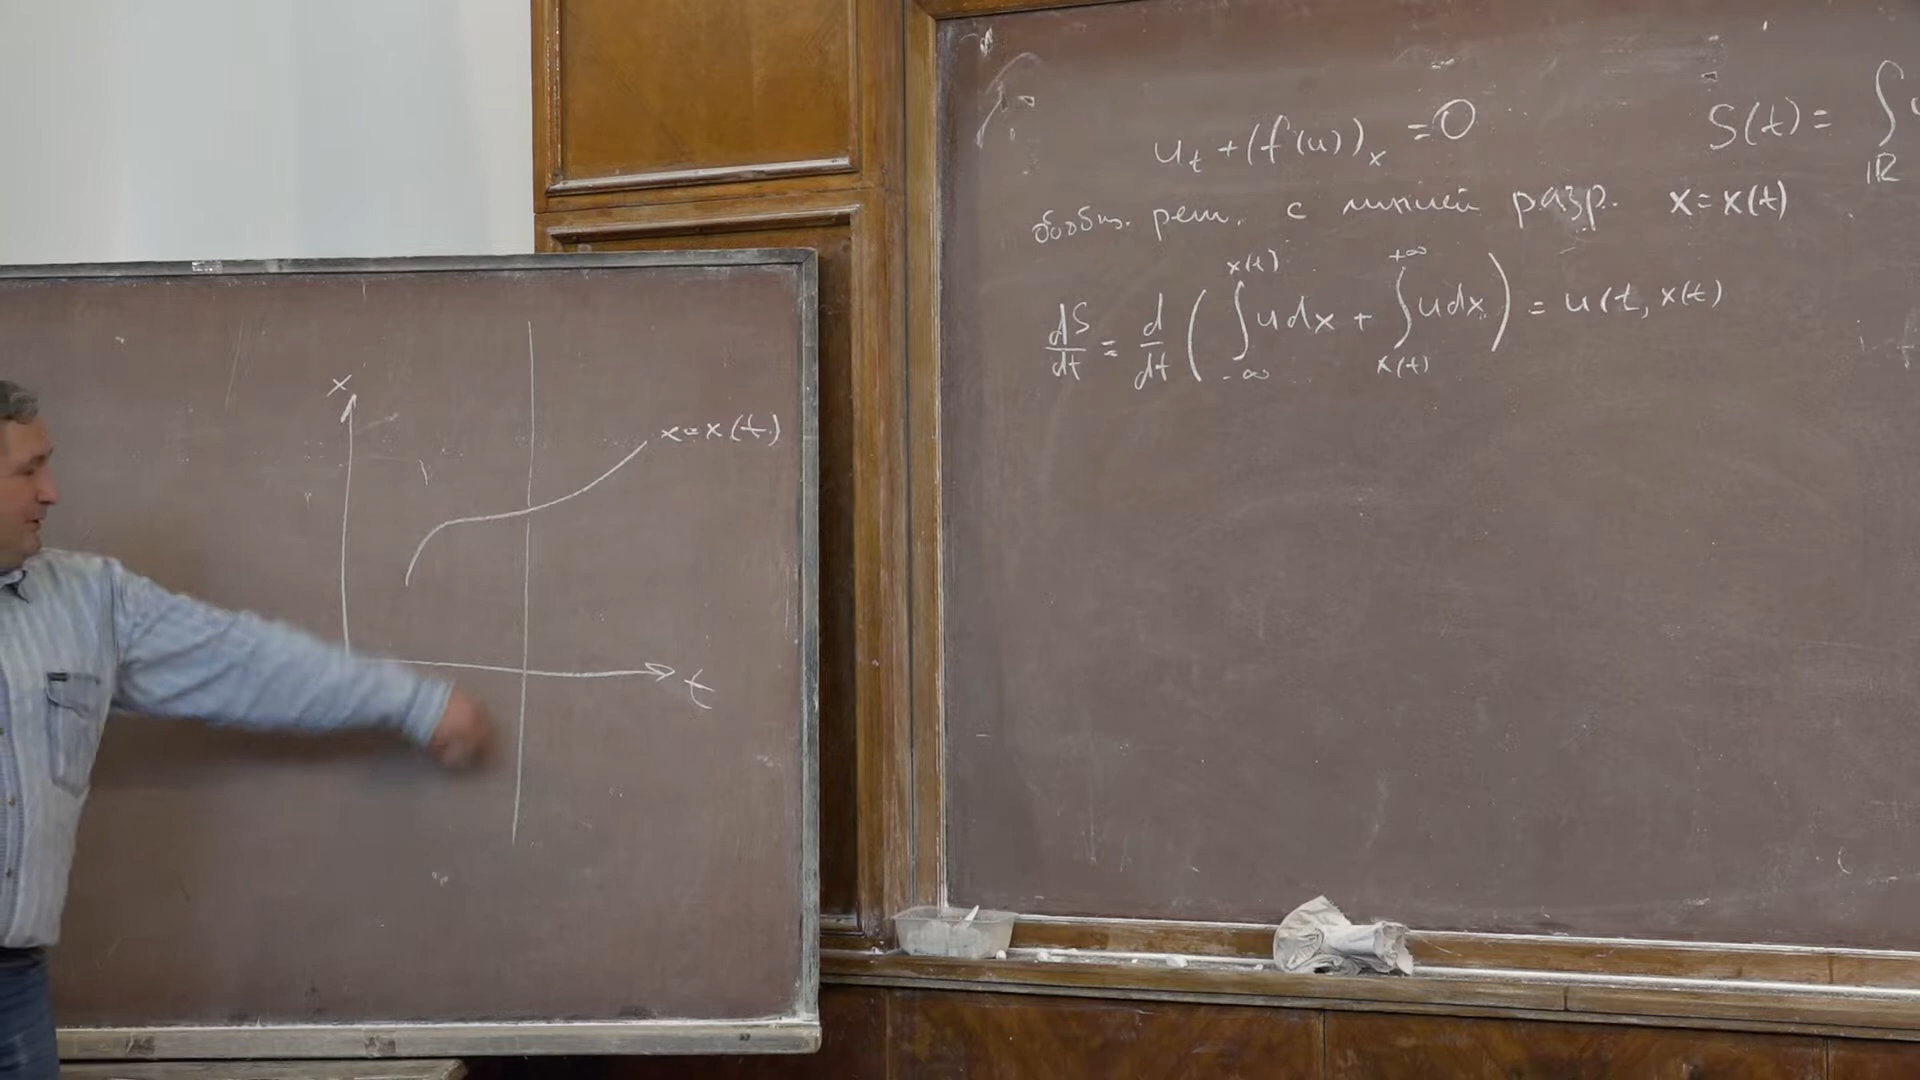 x
x = x(t)
t
u_t + (f(u))_x = 0
S(t) = ∫_ℝ u
обобщ. реш. с линией разр. x = x(t)
dS/dt = d/dt ( ∫_{-∞}^{x(t)} u dx + ∫_{x(t)}^{+∞} u dx ) = u(t, x(t)